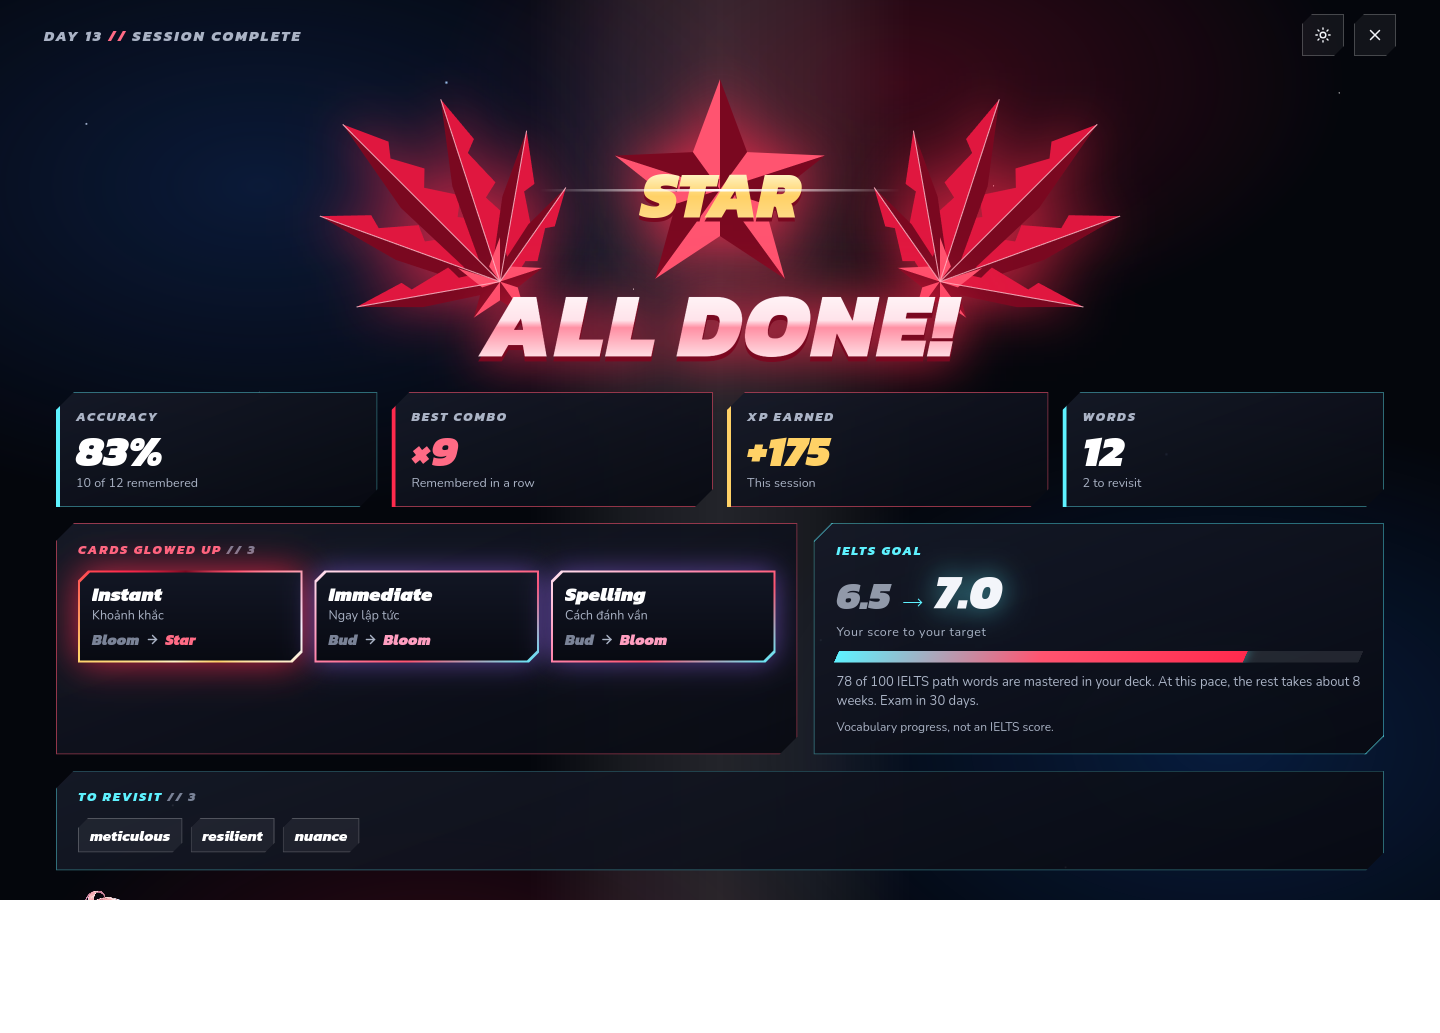 DAY 13 // SESSION COMPLETE
STAR
ALL DONE!
ACCURACY
83%
10 of 12 remembered
BEST COMBO
×9
Remembered in a row
XP EARNED
+175
This session
WORDS
12
2 to revisit
CARDS GLOWED UP // 3
Instant
Khoảnh khắc
Bloom → Star
Immediate
Ngay lập tức
Bud → Bloom
Spelling
Cách đánh vần
Bud → Bloom
IELTS GOAL
6.5 → 7.0
Your score to your target
78 of 100 IELTS path words are mastered in your deck. At this pace, the rest takes about 8
weeks. Exam in 30 days.
Vocabulary progress, not an IELTS score.
TO REVISIT // 3
meticulous
resilient
nuance